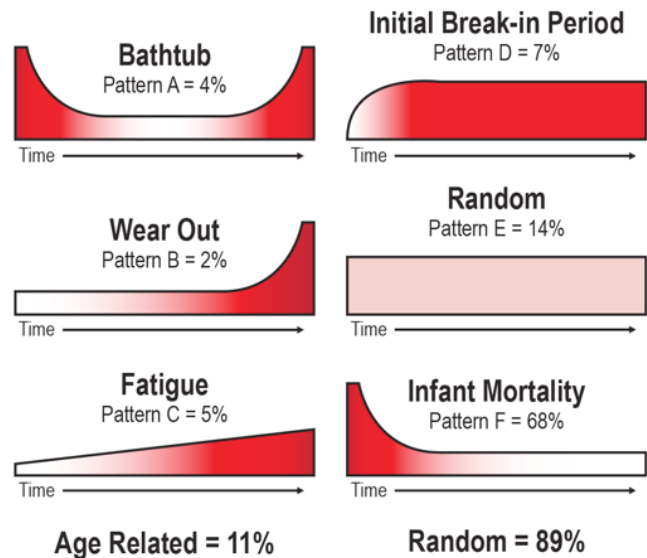 Bathtub
Pattern A = 4%
Time
Initial Break-in Period
Pattern D = 7%
Time
Wear Out
Pattern B = 2%
Time
Random
Pattern E = 14%
Time
Fatigue
Pattern C = 5%
Time
Infant Mortality
Pattern F = 68%
Time
Age Related = 11%
Random = 89%